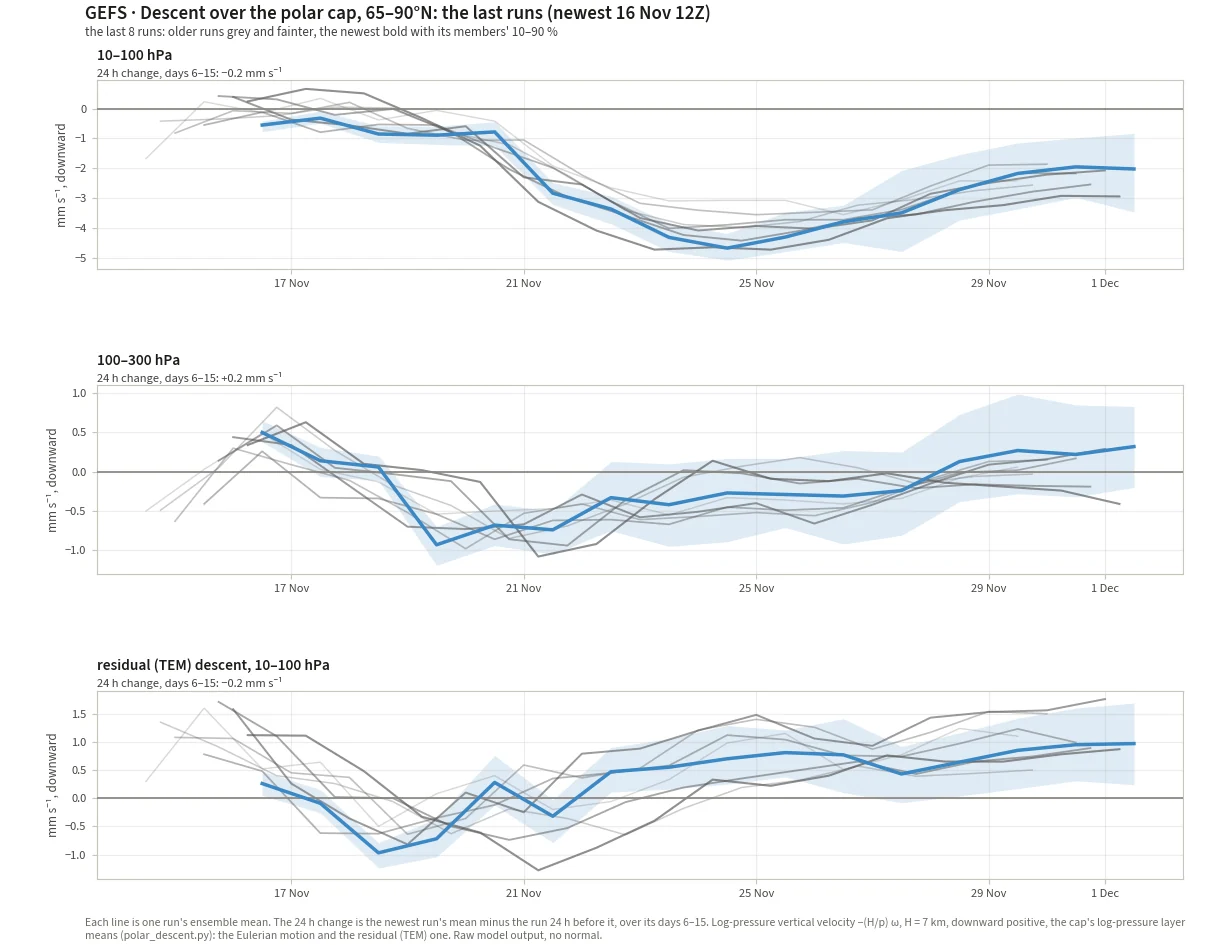 GEFS · Descent over the polar cap, 65–90°N: the last runs (newest 16 Nov 12Z)
the last 8 runs: older runs grey and fainter, the newest bold with its members' 10–90 %
10–100 hPa
24 h change, days 6–15: −0.2 mm s⁻¹
mm s⁻¹, downward
0
−1
−2
−3
−4
−5
17 Nov
21 Nov
25 Nov
29 Nov
1 Dec
100–300 hPa
24 h change, days 6–15: +0.2 mm s⁻¹
mm s⁻¹, downward
1.0
0.5
0.0
−0.5
−1.0
17 Nov
21 Nov
25 Nov
29 Nov
1 Dec
residual (TEM) descent, 10–100 hPa
24 h change, days 6–15: −0.2 mm s⁻¹
mm s⁻¹, downward
1.5
1.0
0.5
0.0
−0.5
−1.0
17 Nov
21 Nov
25 Nov
29 Nov
1 Dec
Each line is one run's ensemble mean. The 24 h change is the newest run's mean minus the run 24 h before it, over its days 6–15. Log-pressure vertical velocity −(H/p) ω, H = 7 km, downward positive, the cap's log-pressure layer
means (polar_descent.py): the Eulerian motion and the residual (TEM) one. Raw model output, no normal.